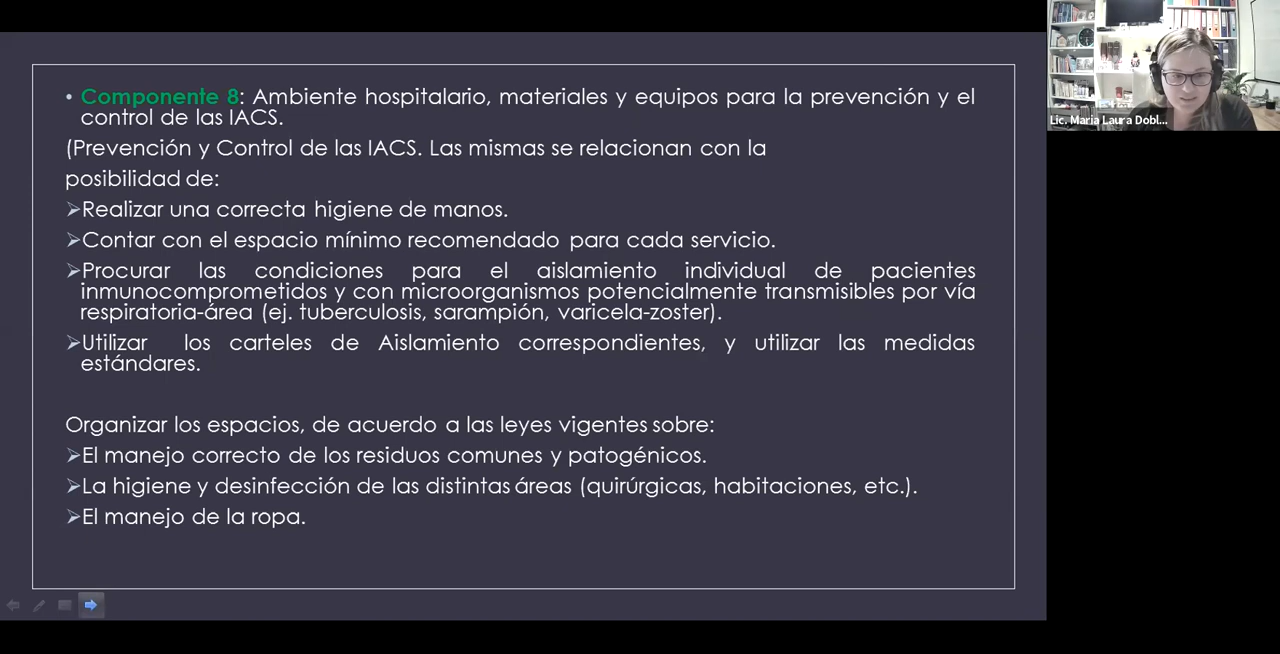 • Componente 8: Ambiente hospitalario, materiales y equipos para la prevención y el
control de las IACS.
(Prevención y Control de las IACS. Las mismas se relacionan con la
posibilidad de:
➢Realizar una correcta higiene de manos.
➢Contar con el espacio mínimo recomendado para cada servicio.
➢Procurar las condiciones para el aislamiento individual de pacientes
inmunocomprometidos y con microorganismos potencialmente transmisibles por vía
respiratoria-área (ej. tuberculosis, sarampión, varicela-zoster).
➢Utilizar los carteles de Aislamiento correspondientes, y utilizar las medidas
estándares.
Organizar los espacios, de acuerdo a las leyes vigentes sobre:
➢El manejo correcto de los residuos comunes y patogénicos.
➢La higiene y desinfección de las distintas áreas (quirúrgicas, habitaciones, etc.).
➢El manejo de la ropa.
Lic. Maria Laura Dobl...